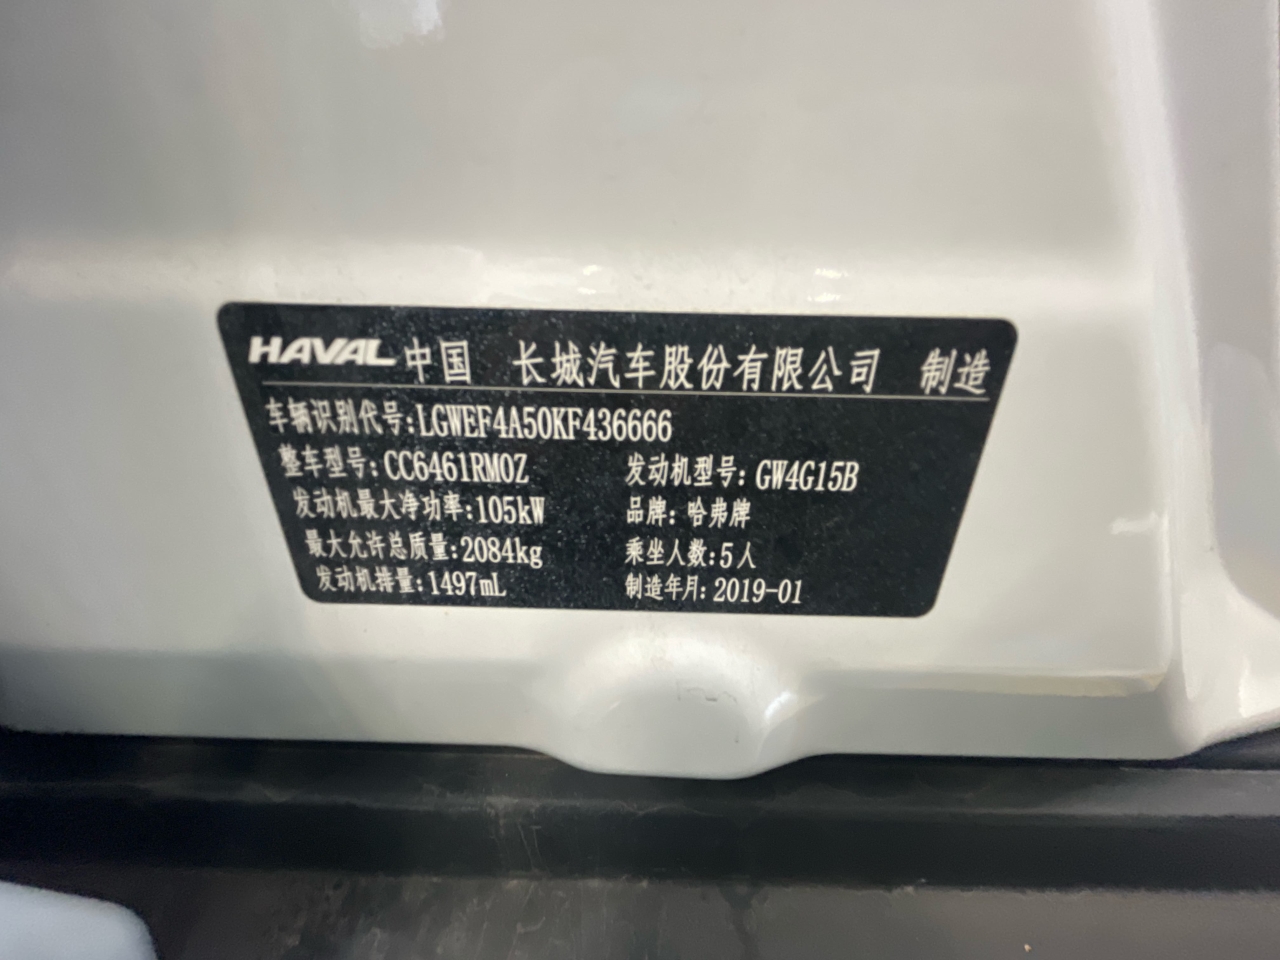 HAVAL 中国 长城汽车股份有限公司 制造
车辆识别代号:LGWEF4A50KF436666
整车型号:CC6461RM0Z 发动机型号:GW4G15B
发动机最大净功率:105kW 品牌:哈弗牌
最大允许总质量:2084kg 乘坐人数:5人
发动机排量:1497mL 制造年月:2019-01